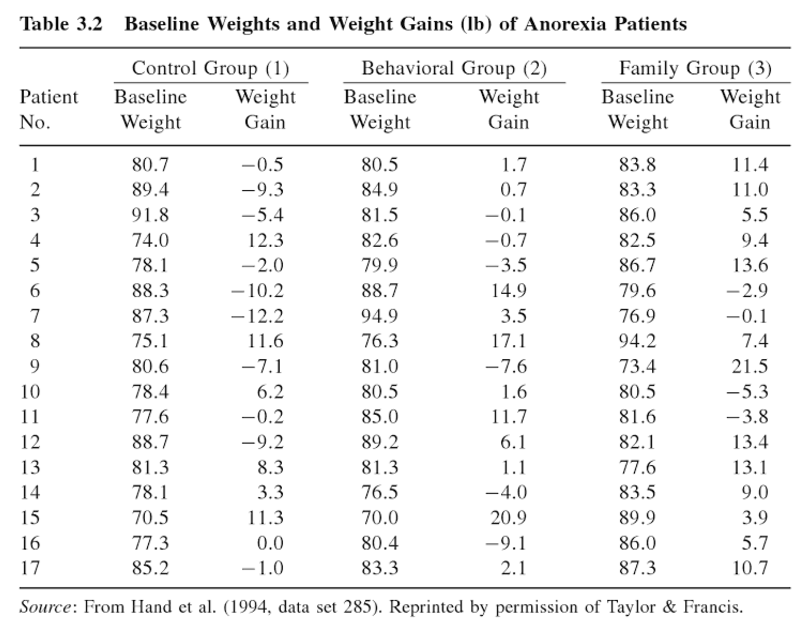 Table 3.2 Baseline Weights and Weight Gains (lb) of Anorexia Patients
Control Group (1) Behavioral Group (2) Family Group (3)
Patient Baseline Weight Baseline Weight Baseline Weight
No. Weight Gain Weight Gain Weight Gain
1 80.7 −0.5 80.5 1.7 83.8 11.4
2 89.4 −9.3 84.9 0.7 83.3 11.0
3 91.8 −5.4 81.5 −0.1 86.0 5.5
4 74.0 12.3 82.6 −0.7 82.5 9.4
5 78.1 −2.0 79.9 −3.5 86.7 13.6
6 88.3 −10.2 88.7 14.9 79.6 −2.9
7 87.3 −12.2 94.9 3.5 76.9 −0.1
8 75.1 11.6 76.3 17.1 94.2 7.4
9 80.6 −7.1 81.0 −7.6 73.4 21.5
10 78.4 6.2 80.5 1.6 80.5 −5.3
11 77.6 −0.2 85.0 11.7 81.6 −3.8
12 88.7 −9.2 89.2 6.1 82.1 13.4
13 81.3 8.3 81.3 1.1 77.6 13.1
14 78.1 3.3 76.5 −4.0 83.5 9.0
15 70.5 11.3 70.0 20.9 89.9 3.9
16 77.3 0.0 80.4 −9.1 86.0 5.7
17 85.2 −1.0 83.3 2.1 87.3 10.7
Source: From Hand et al. (1994, data set 285). Reprinted by permission of Taylor & Francis.